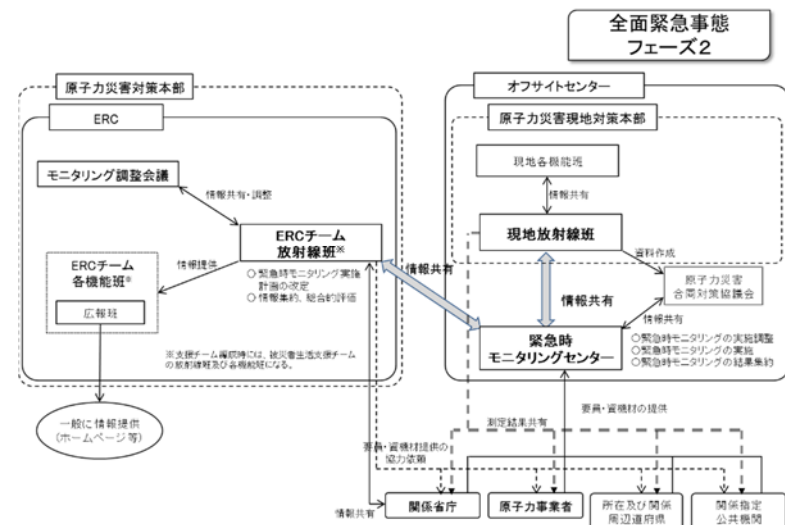 全面緊急事態
フェーズ2
原子力災害対策本部
ERC
モニタリング調整会議
情報共有・調整
ERCチーム
放射線班※
○緊急時モニタリング実施
計画の改定
○情報集約、総合的評価
情報提供
ERCチーム
各機能班※
広報班
※支援チーム編成時には、被災者生活支援チーム
の放射線班及び各機能班になる。
一般に情報提供
(ホームページ等)
オフサイトセンター
原子力災害現地対策本部
現地各機能班
情報共有
現地放射線班
資料作成
原子力災害
合同対策協議会
情報共有
情報共有
情報共有
緊急時
モニタリングセンター
○緊急時モニタリングの実施調整
○緊急時モニタリングの実施
○緊急時モニタリングの結果集約
要員・資機材の提供
測定結果共有
要員・資機材提供の
協力依頼
情報共有
関係省庁
原子力事業者
所在及び関係
周辺道府県
関係指定
公共機関